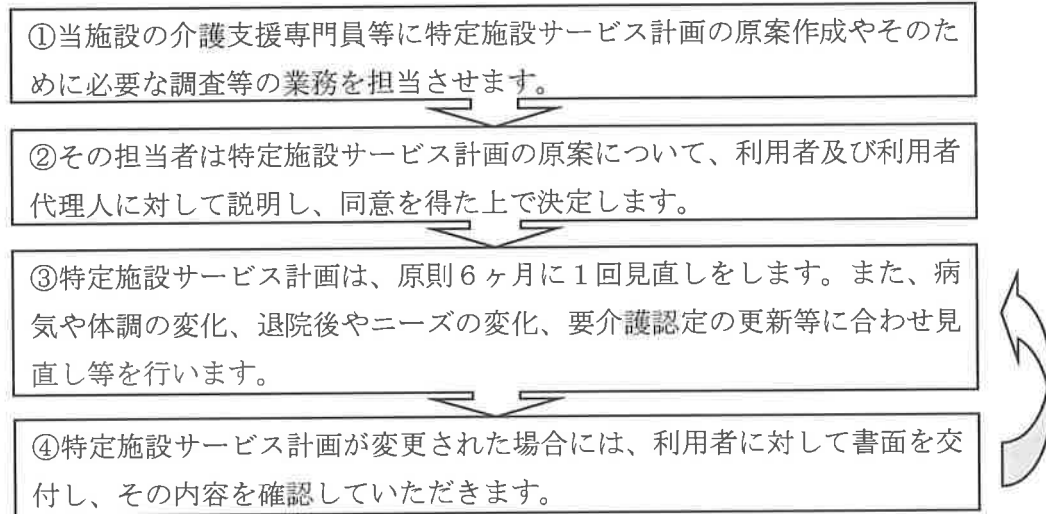 ①当施設の介護支援専門員等に特定施設サービス計画の原案作成やそのた
めに必要な調査等の業務を担当させます。
②その担当者は特定施設サービス計画の原案について、利用者及び利用者
代理人に対して説明し、同意を得た上で決定します。
③特定施設サービス計画は、原則６ヶ月に１回見直しをします。また、病
気や体調の変化、退院後やニーズの変化、要介護認定の更新等に合わせ見
直し等を行います。
④特定施設サービス計画が変更された場合には、利用者に対して書面を交
付し、その内容を確認していただきます。